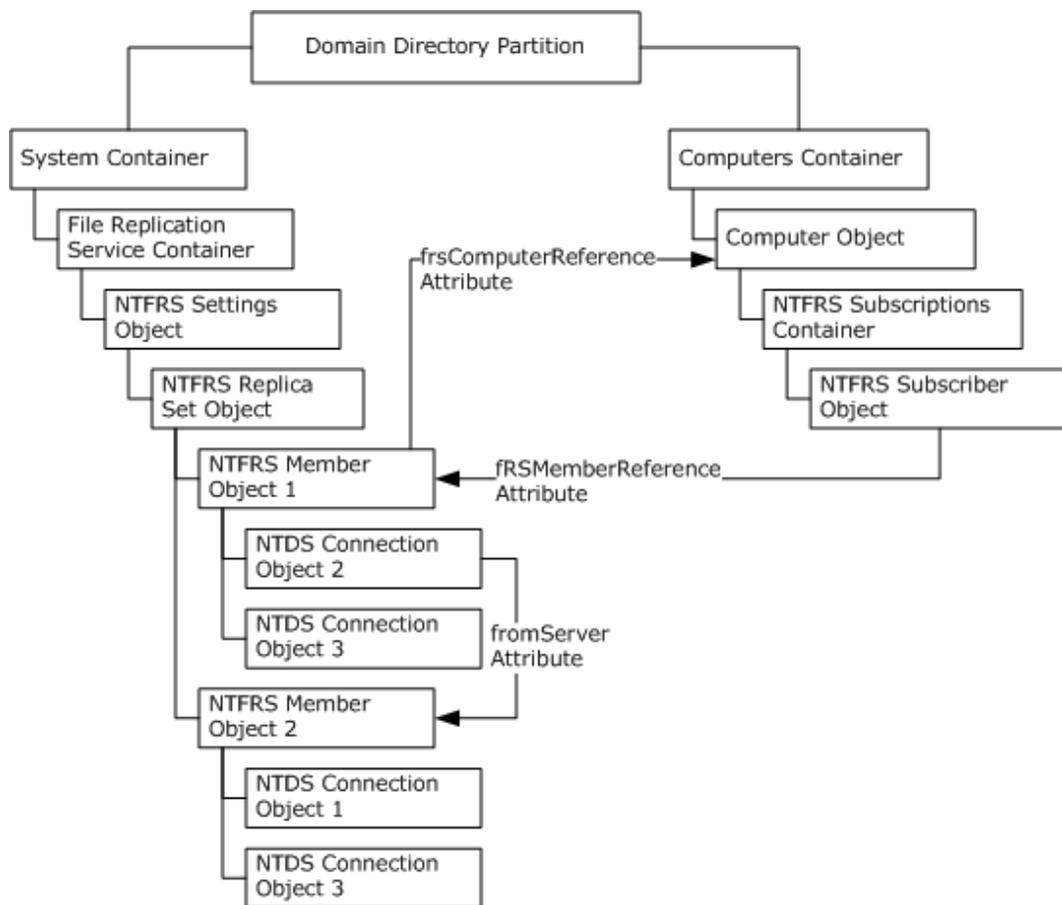 Domain Directory Partition
System Container
Computers Container
File Replication
Service Container
Computer Object
frsComputerReference
Attribute
NTFRS Settings
Object
NTFRS Subscriptions
Container
NTFRS Replica
Set Object
NTFRS Subscriber
Object
NTFRS Member
Object 1
fRSMemberReference
Attribute
NTDS Connection
Object 2
NTDS Connection
Object 3
fromServer
Attribute
NTFRS Member
Object 2
NTDS Connection
Object 1
NTDS Connection
Object 3